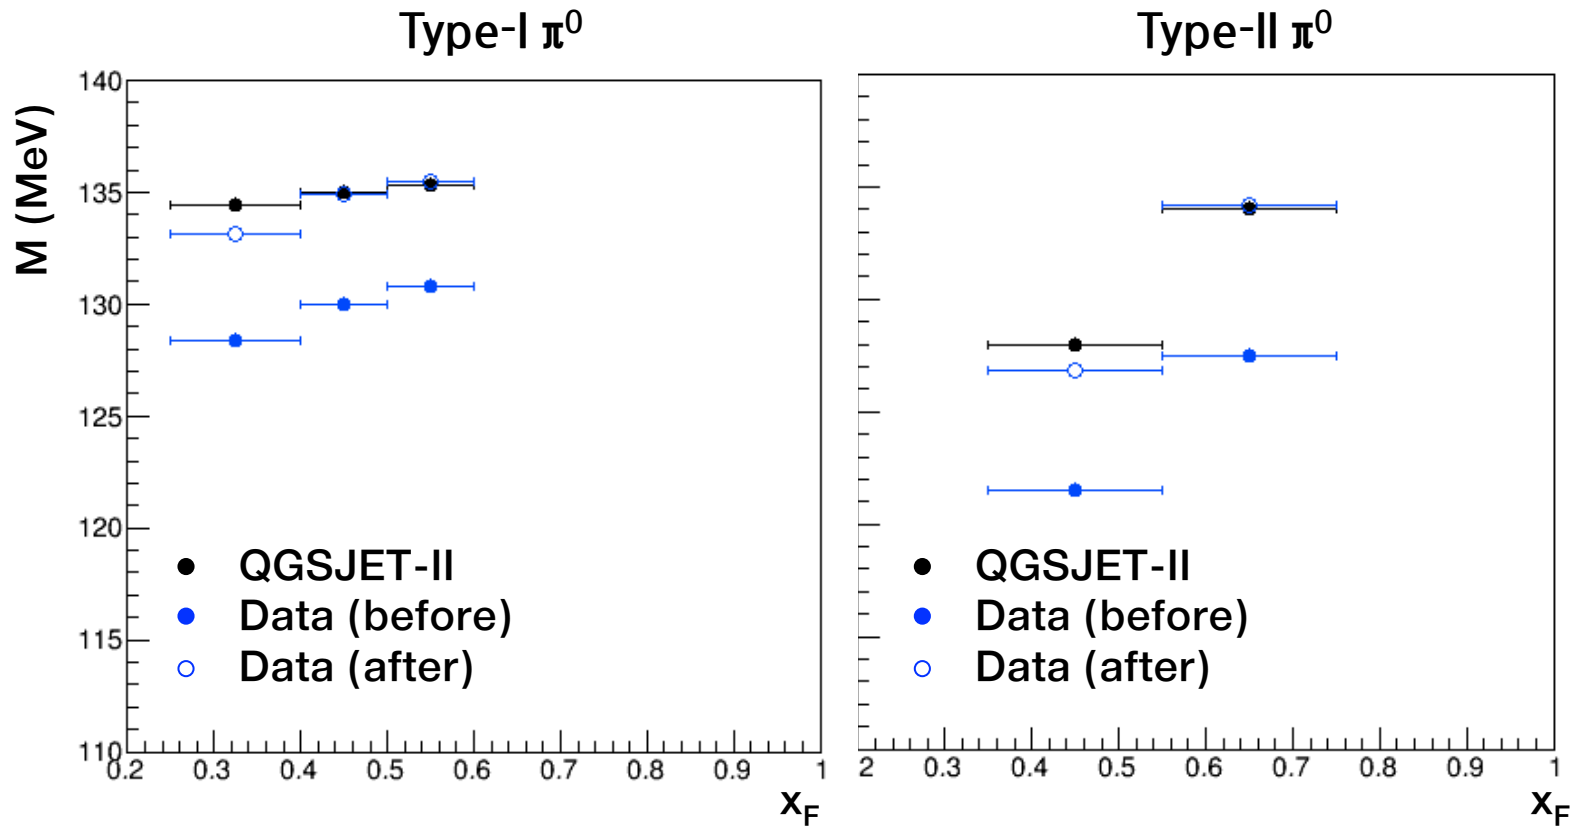 Type-I π⁰
Type-II π⁰
M (MeV)
140
135
130
125
120
115
110
QGSJET-II
Data (before)
Data (after)
0.2 0.3 0.4 0.5 0.6 0.7 0.8 0.9 1
x_F
QGSJET-II
Data (before)
Data (after)
2 0.3 0.4 0.5 0.6 0.7 0.8 0.9 1
x_F